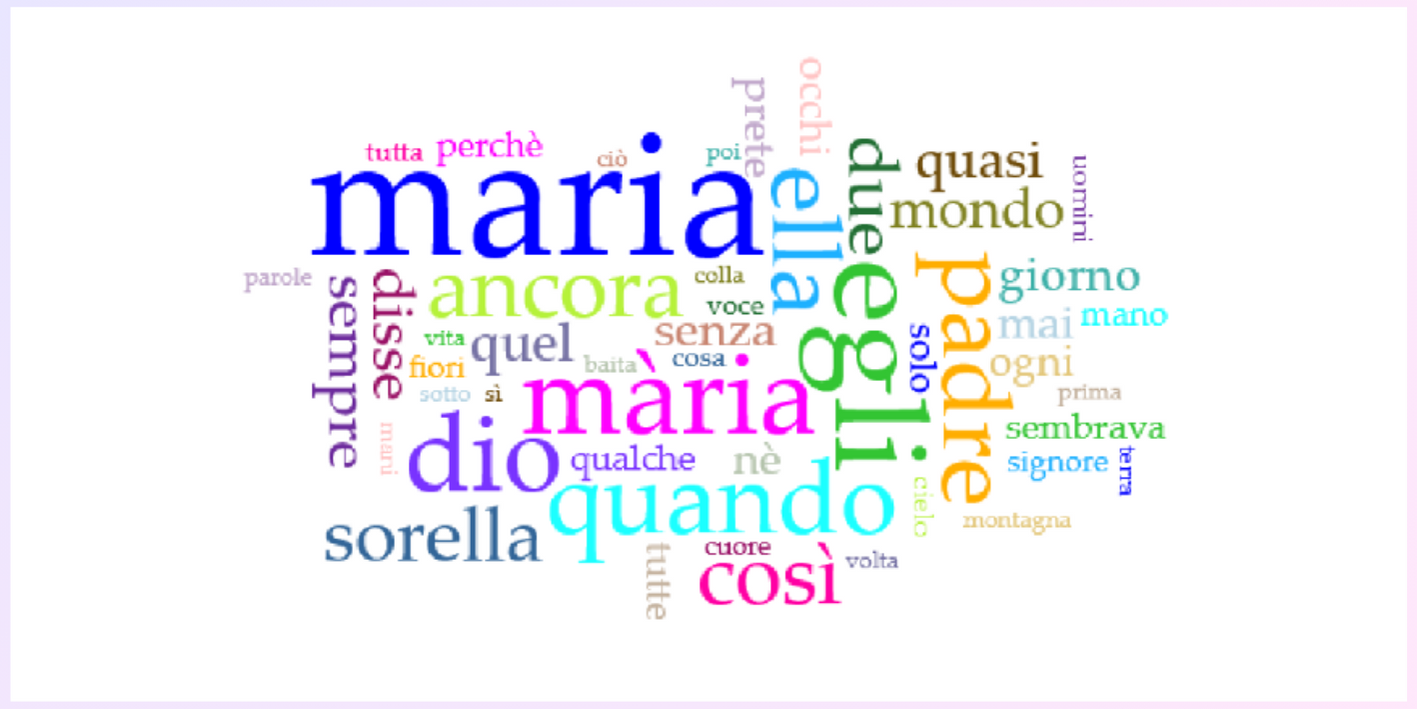 occhi
prete
tutta
perchè
ciò
poi
maria
ella
due
quasi
uomini
mondo
parole
sempre
disse
ancora
colla
voce
egli
padre
giorno
mai
mano
vita
quel
senza
solo
fiori
baita
cosa
ogni
sotto
sì
mària
prima
mani
dio
qualche
nè
sembrava
signore
terra
sorella
quando
cielo
montagna
tutte
cuore
così
volta